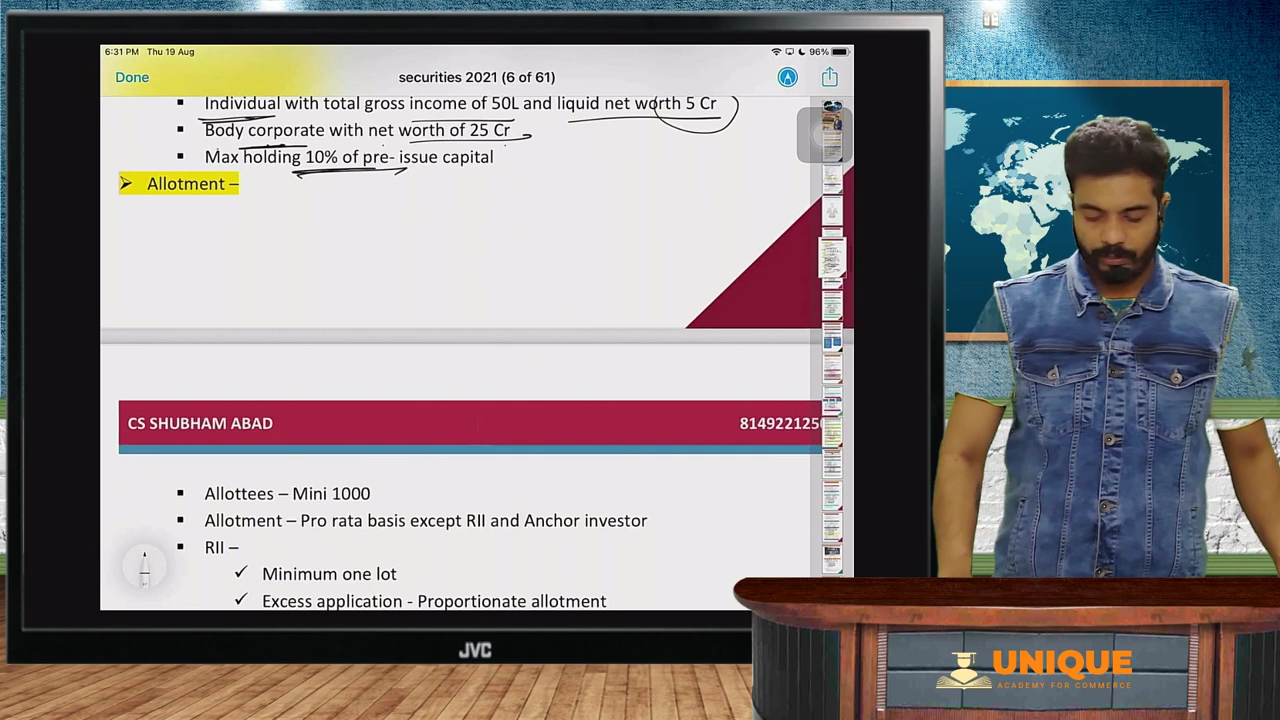 6:31 PM Thu 19 Aug
96%
Done
securities 2021 (6 of 61)
▪ Individual with total gross income of 50L and liquid net worth 5 Cr
▪ Body corporate with net worth of 25 Cr
▪ Max holding 10% of pre- issue capital
➢ Allotment –
CS SHUBHAM ABAD
814922125
▪ Allottees – Mini 1000
▪ Allotment – Pro rata basis except RII and Anchor investor
▪ RII –
✓ Minimum one lot
✓ Excess application - Proportionate allotment
JVC
UNIQUE
ACADEMY FOR COMMERCE